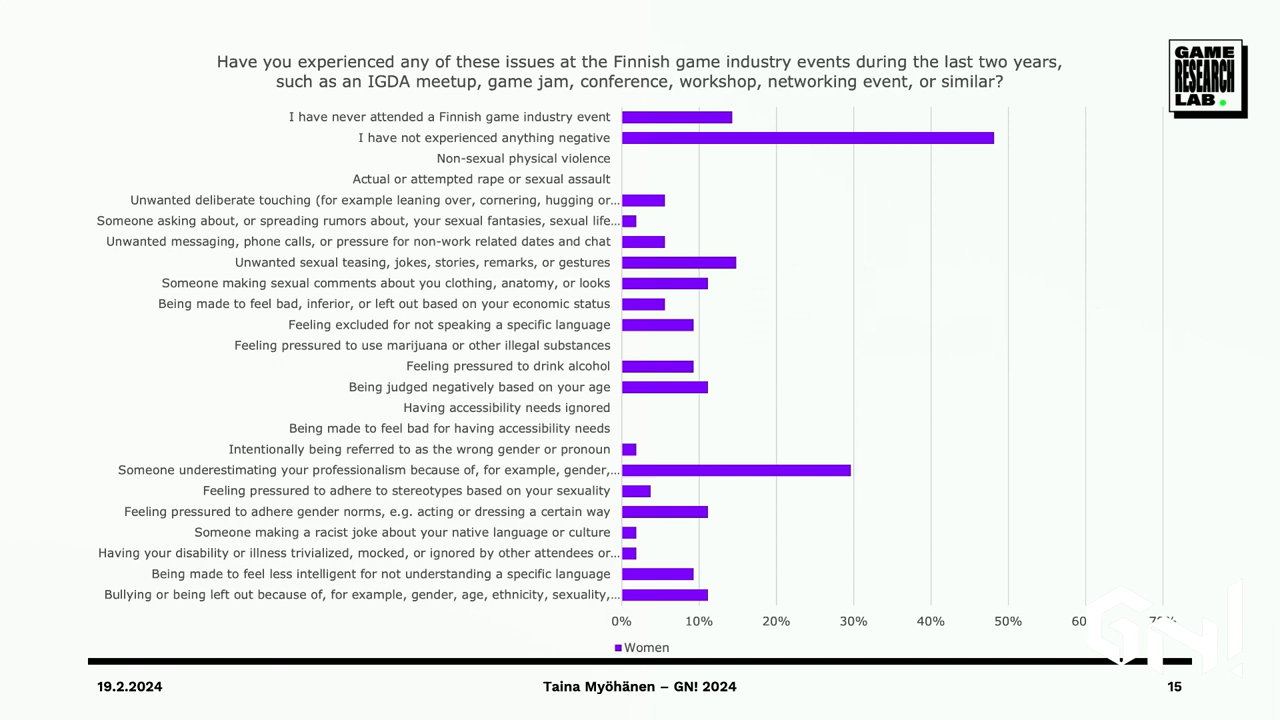 Have you experienced any of these issues at the Finnish game industry events during the last two years,
such as an IGDA meetup, game jam, conference, workshop, networking event, or similar?
GAME
RESEARCH
LAB
I have never attended a Finnish game industry event
I have not experienced anything negative
Non-sexual physical violence
Actual or attempted rape or sexual assault
Unwanted deliberate touching (for example leaning over, cornering, hugging or…
Someone asking about, or spreading rumors about, your sexual fantasies, sexual life…
Unwanted messaging, phone calls, or pressure for non-work related dates and chat
Unwanted sexual teasing, jokes, stories, remarks, or gestures
Someone making sexual comments about you clothing, anatomy, or looks
Being made to feel bad, inferior, or left out based on your economic status
Feeling excluded for not speaking a specific language
Feeling pressured to use marijuana or other illegal substances
Feeling pressured to drink alcohol
Being judged negatively based on your age
Having accessibility needs ignored
Being made to feel bad for having accessibility needs
Intentionally being referred to as the wrong gender or pronoun
Someone underestimating your professionalism because of, for example, gender,…
Feeling pressured to adhere to stereotypes based on your sexuality
Feeling pressured to adhere gender norms, e.g. acting or dressing a certain way
Someone making a racist joke about your native language or culture
Having your disability or illness trivialized, mocked, or ignored by other attendees or…
Being made to feel less intelligent for not understanding a specific language
Bullying or being left out because of, for example, gender, age, ethnicity, sexuality,…
0% 10% 20% 30% 40% 50% 60 70%
Women
GN!
19.2.2024 Taina Myöhänen – GN! 2024 15